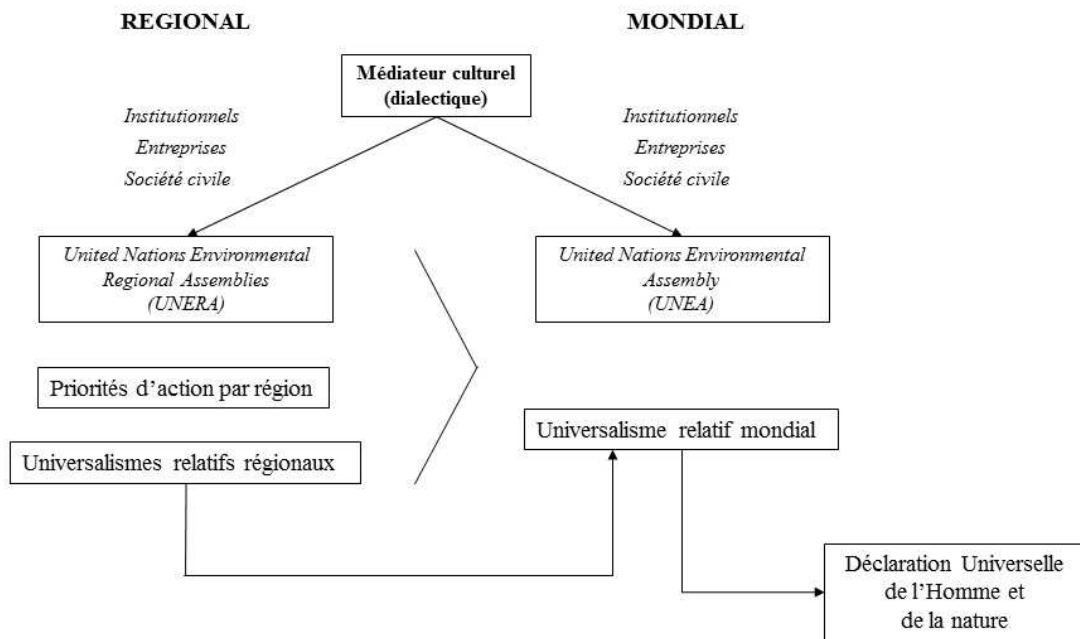 REGIONAL
MONDIAL
Médiateur culturel
(dialectique)
Institutionnels
Entreprises
Société civile
Institutionnels
Entreprises
Société civile
United Nations Environmental
Regional Assemblies
(UNERA)
United Nations Environmental
Assembly
(UNEA)
Priorités d'action par région
Universalismes relatifs régionaux
Universalisme relatif mondial
Déclaration Universelle
de l'Homme et
de la nature